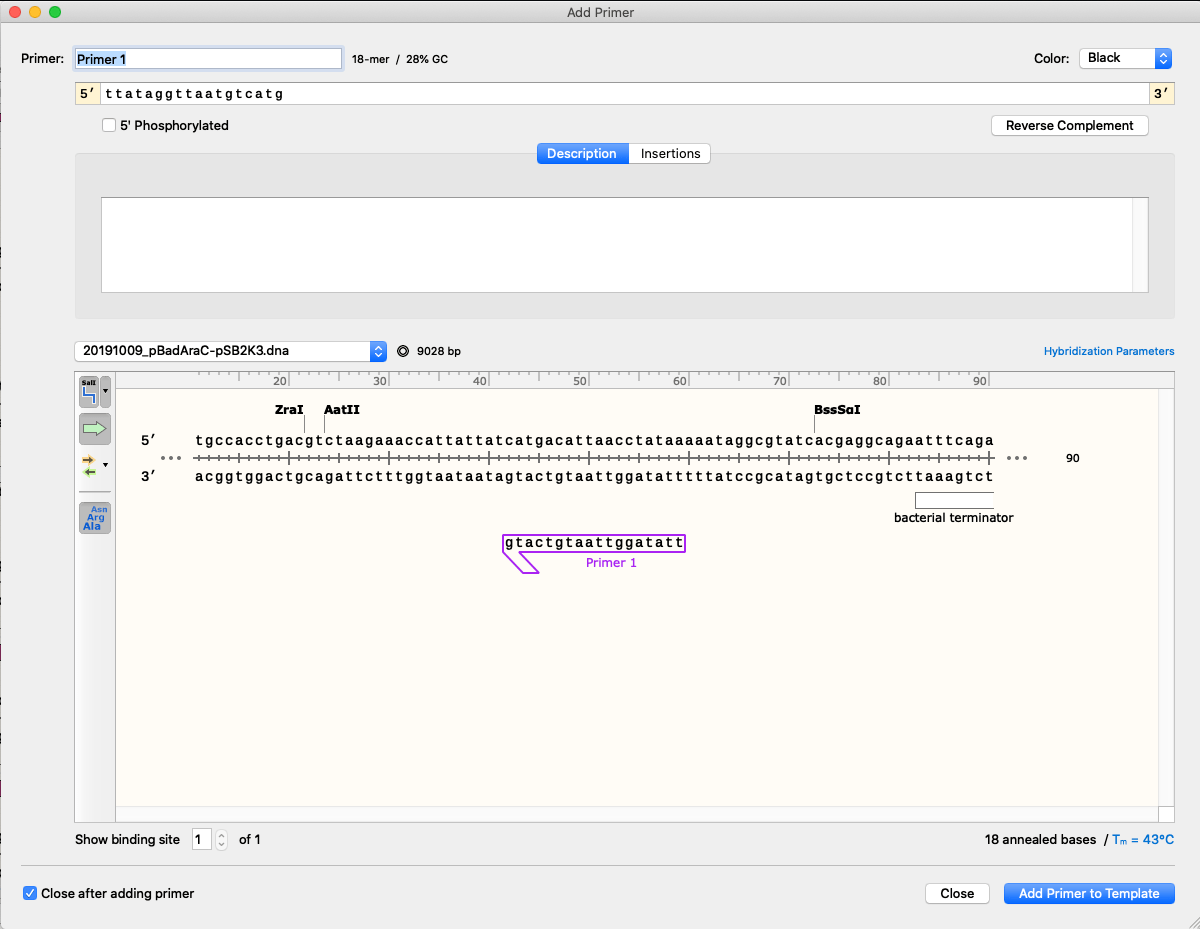 Add Primer
Primer: Primer 1 18-mer / 28% GC Color: Black
5′ ttataggttaatgtcatg 3′
5' Phosphorylated Reverse Complement
Description Insertions
20191009_pBadAraC-pSB2K3.dna 9028 bp Hybridization Parameters
SalI 20 30 40 50 60 70 80 90
ZraI AatII BssSαI
5′ tgccacctgacgtctaagaaaccattattatcatgacattaacctataaaaataggcgtatcacgaggcagaatttcaga
90
3′ acggtggactgcagattctttggtaataatagtactgtaattggatatttttatccgcatagtgctccgtcttaaagtct
Asn
Arg
Ala
bacterial terminator
gtactgtaattggatatt
Primer 1
Show binding site 1 of 1 18 annealed bases / Tₘ = 43°C
Close after adding primer Close Add Primer to Template